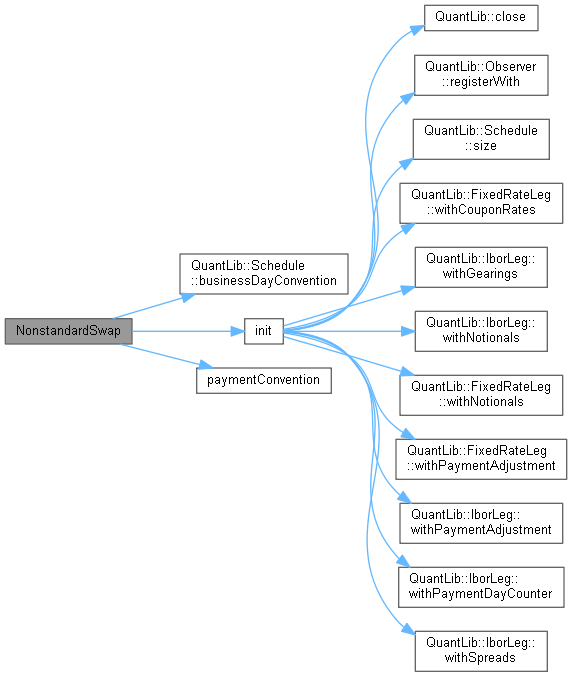 NonstandardSwap
QuantLib::Schedule
::businessDayConvention
init
paymentConvention
QuantLib::close
QuantLib::Observer
::registerWith
QuantLib::Schedule
::size
QuantLib::FixedRateLeg
::withCouponRates
QuantLib::IborLeg::
withGearings
QuantLib::IborLeg::
withNotionals
QuantLib::FixedRateLeg
::withNotionals
QuantLib::FixedRateLeg
::withPaymentAdjustment
QuantLib::IborLeg::
withPaymentAdjustment
QuantLib::IborLeg::
withPaymentDayCounter
QuantLib::IborLeg::
withSpreads